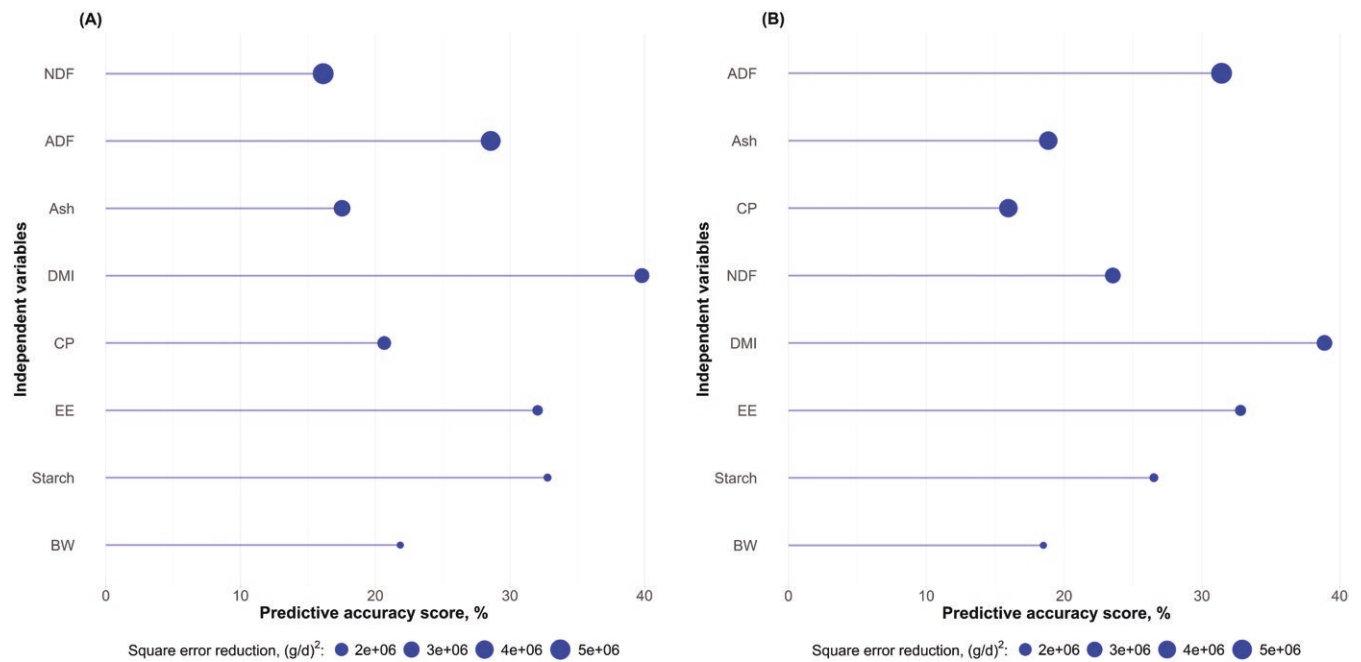 (A)
Independent variables
NDF
ADF
Ash
DMI
CP
EE
Starch
BW
0 10 20 30 40
Predictive accuracy score, %
Square error reduction, (g/d)²: 2e+06 3e+06 4e+06 5e+06
(B)
Independent variables
ADF
Ash
CP
NDF
DMI
EE
Starch
BW
0 10 20 30 40
Predictive accuracy score, %
Square error reduction, (g/d)²: 2e+06 3e+06 4e+06 5e+06